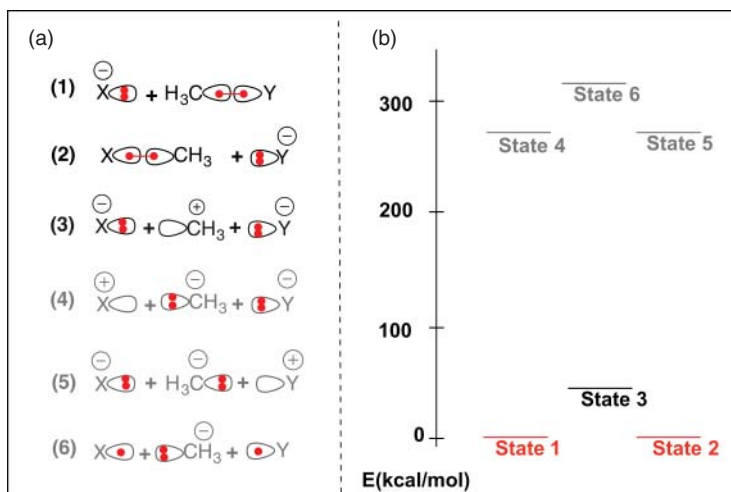 (a)
(1) X⊖ + H₃C Y
(2) X CH₃ + Y⊖
(3) X⊖ + CH₃⊕ + Y⊖
(4) X⊕ + CH₃⊖ + Y⊖
(5) X⊖ + H₃C⊖ + Y⊕
(6) X + CH₃⊖ + Y
(b)
300
State 6
State 4 State 5
200
100
State 3
0
State 1 State 2
E(kcal/mol)